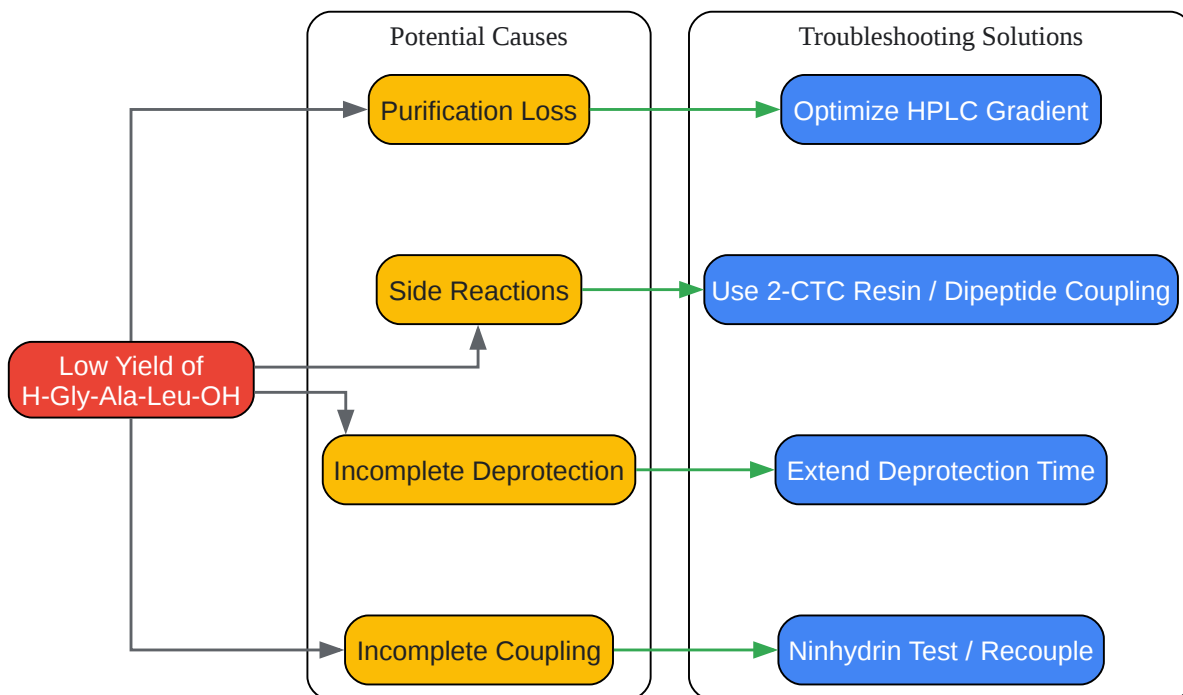 Potential Causes
Troubleshooting Solutions
Purification Loss
Optimize HPLC Gradient
Side Reactions
Use 2-CTC Resin / Dipeptide Coupling
Low Yield of
H-Gly-Ala-Leu-OH
Incomplete Deprotection
Extend Deprotection Time
Incomplete Coupling
Ninhydrin Test / Recouple